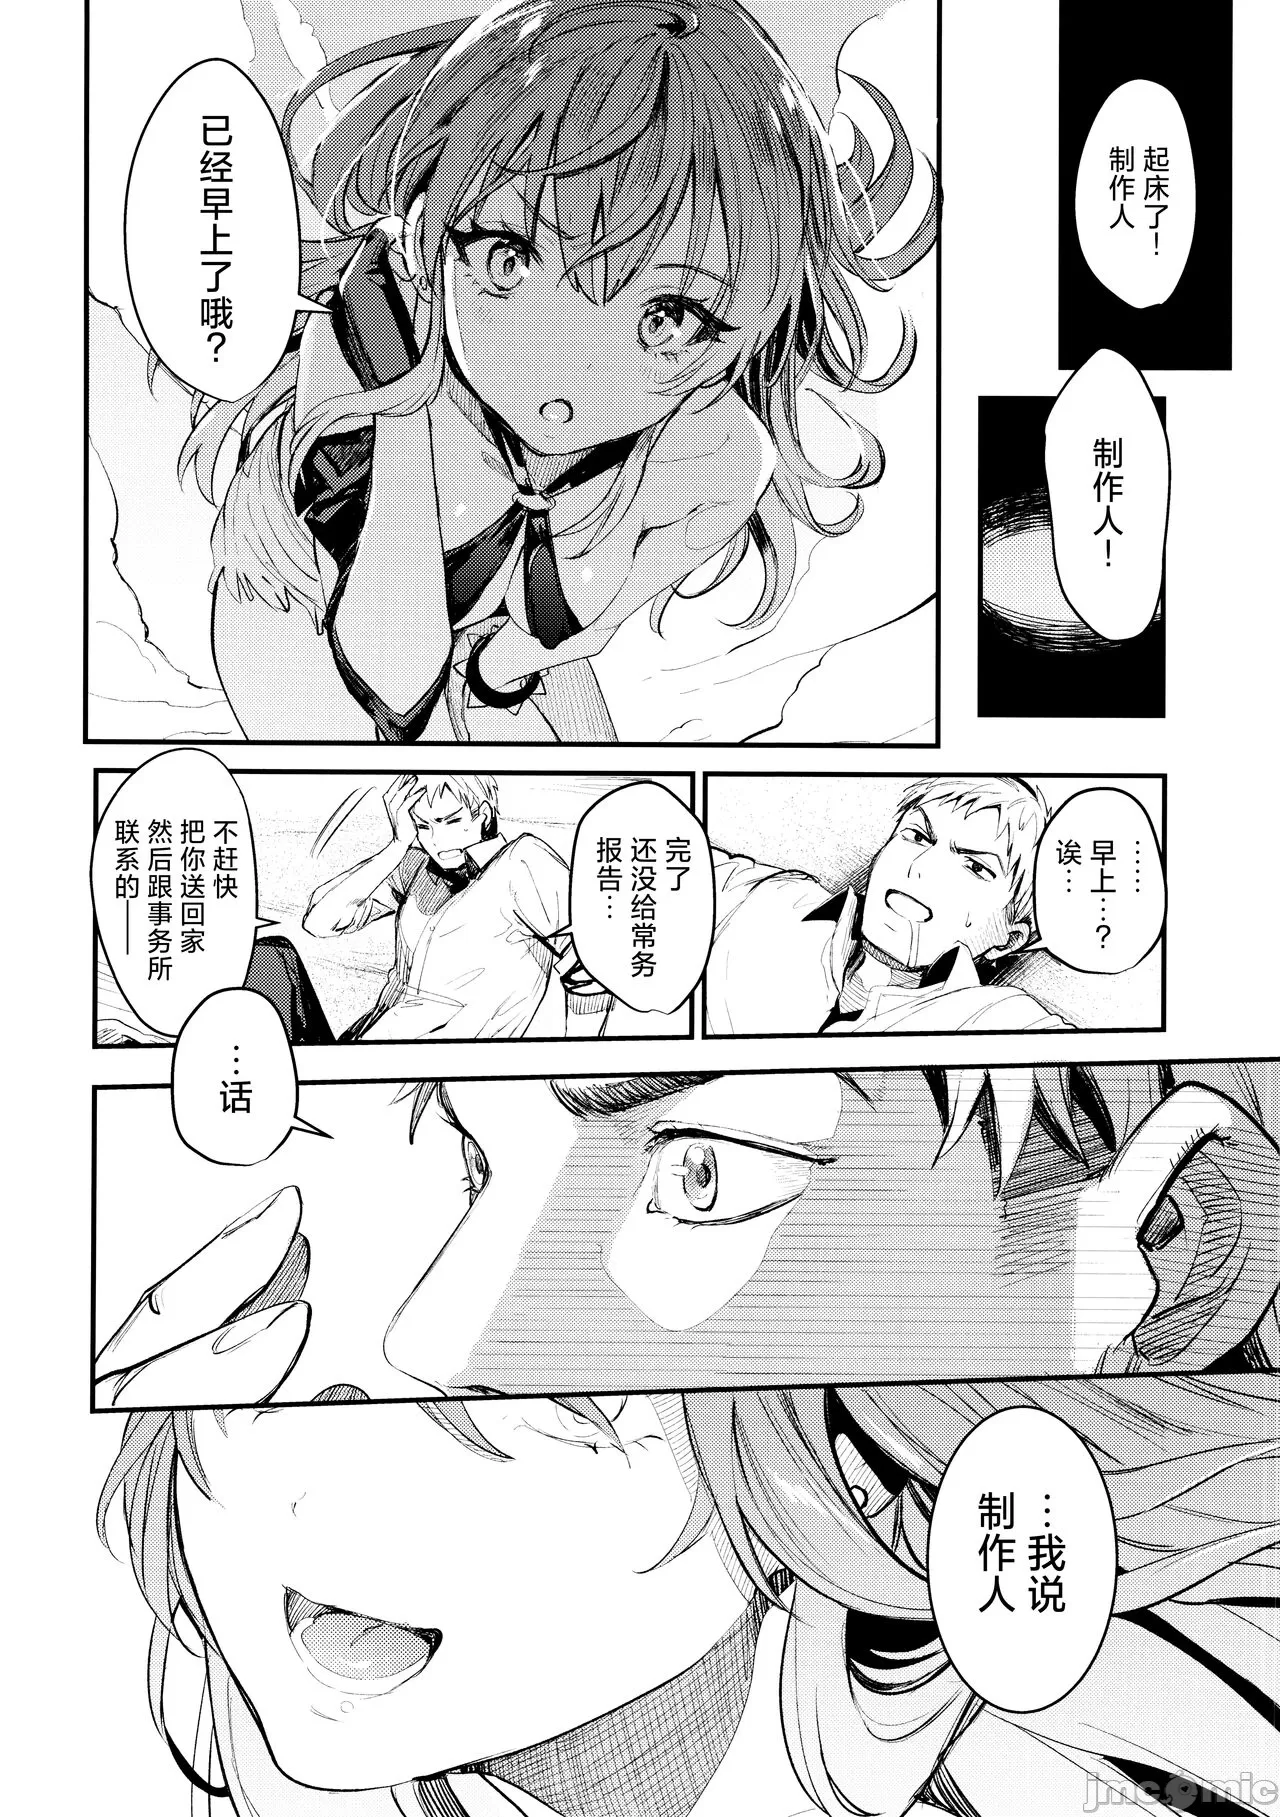 起床了！
制作人
制作人！
已经早上了哦？
……
早上…？
诶…
完了
还没给常务
报告…
不赶快
把你送回家
然后跟事务所
联系的——
…话
…我说
制作人
jmcomic